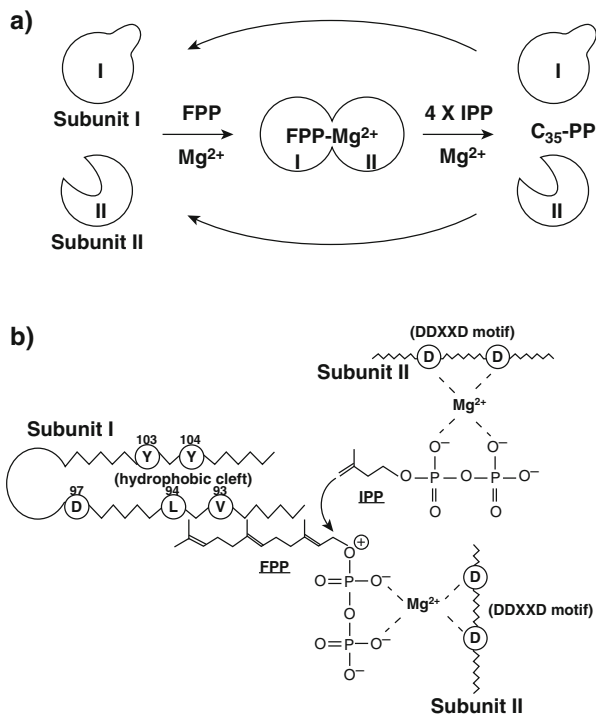 a)
I
Subunit I
II
Subunit II
FPP
Mg²⁺
FPP-Mg²⁺
I II
4 X IPP
Mg²⁺
I
C₃₅-PP
II
b)
(DDXXD motif)
D D
Subunit II
Mg²⁺
Subunit I
103 104
Y Y
(hydrophobic cleft)
97 94 93
D L V
O⁻ O⁻
O–P–O–P–O⁻
O O
IPP
FPP
+
O
O=P–O⁻
O
O=P–O⁻
O⁻
Mg²⁺
D
(DDXXD motif)
D
Subunit II